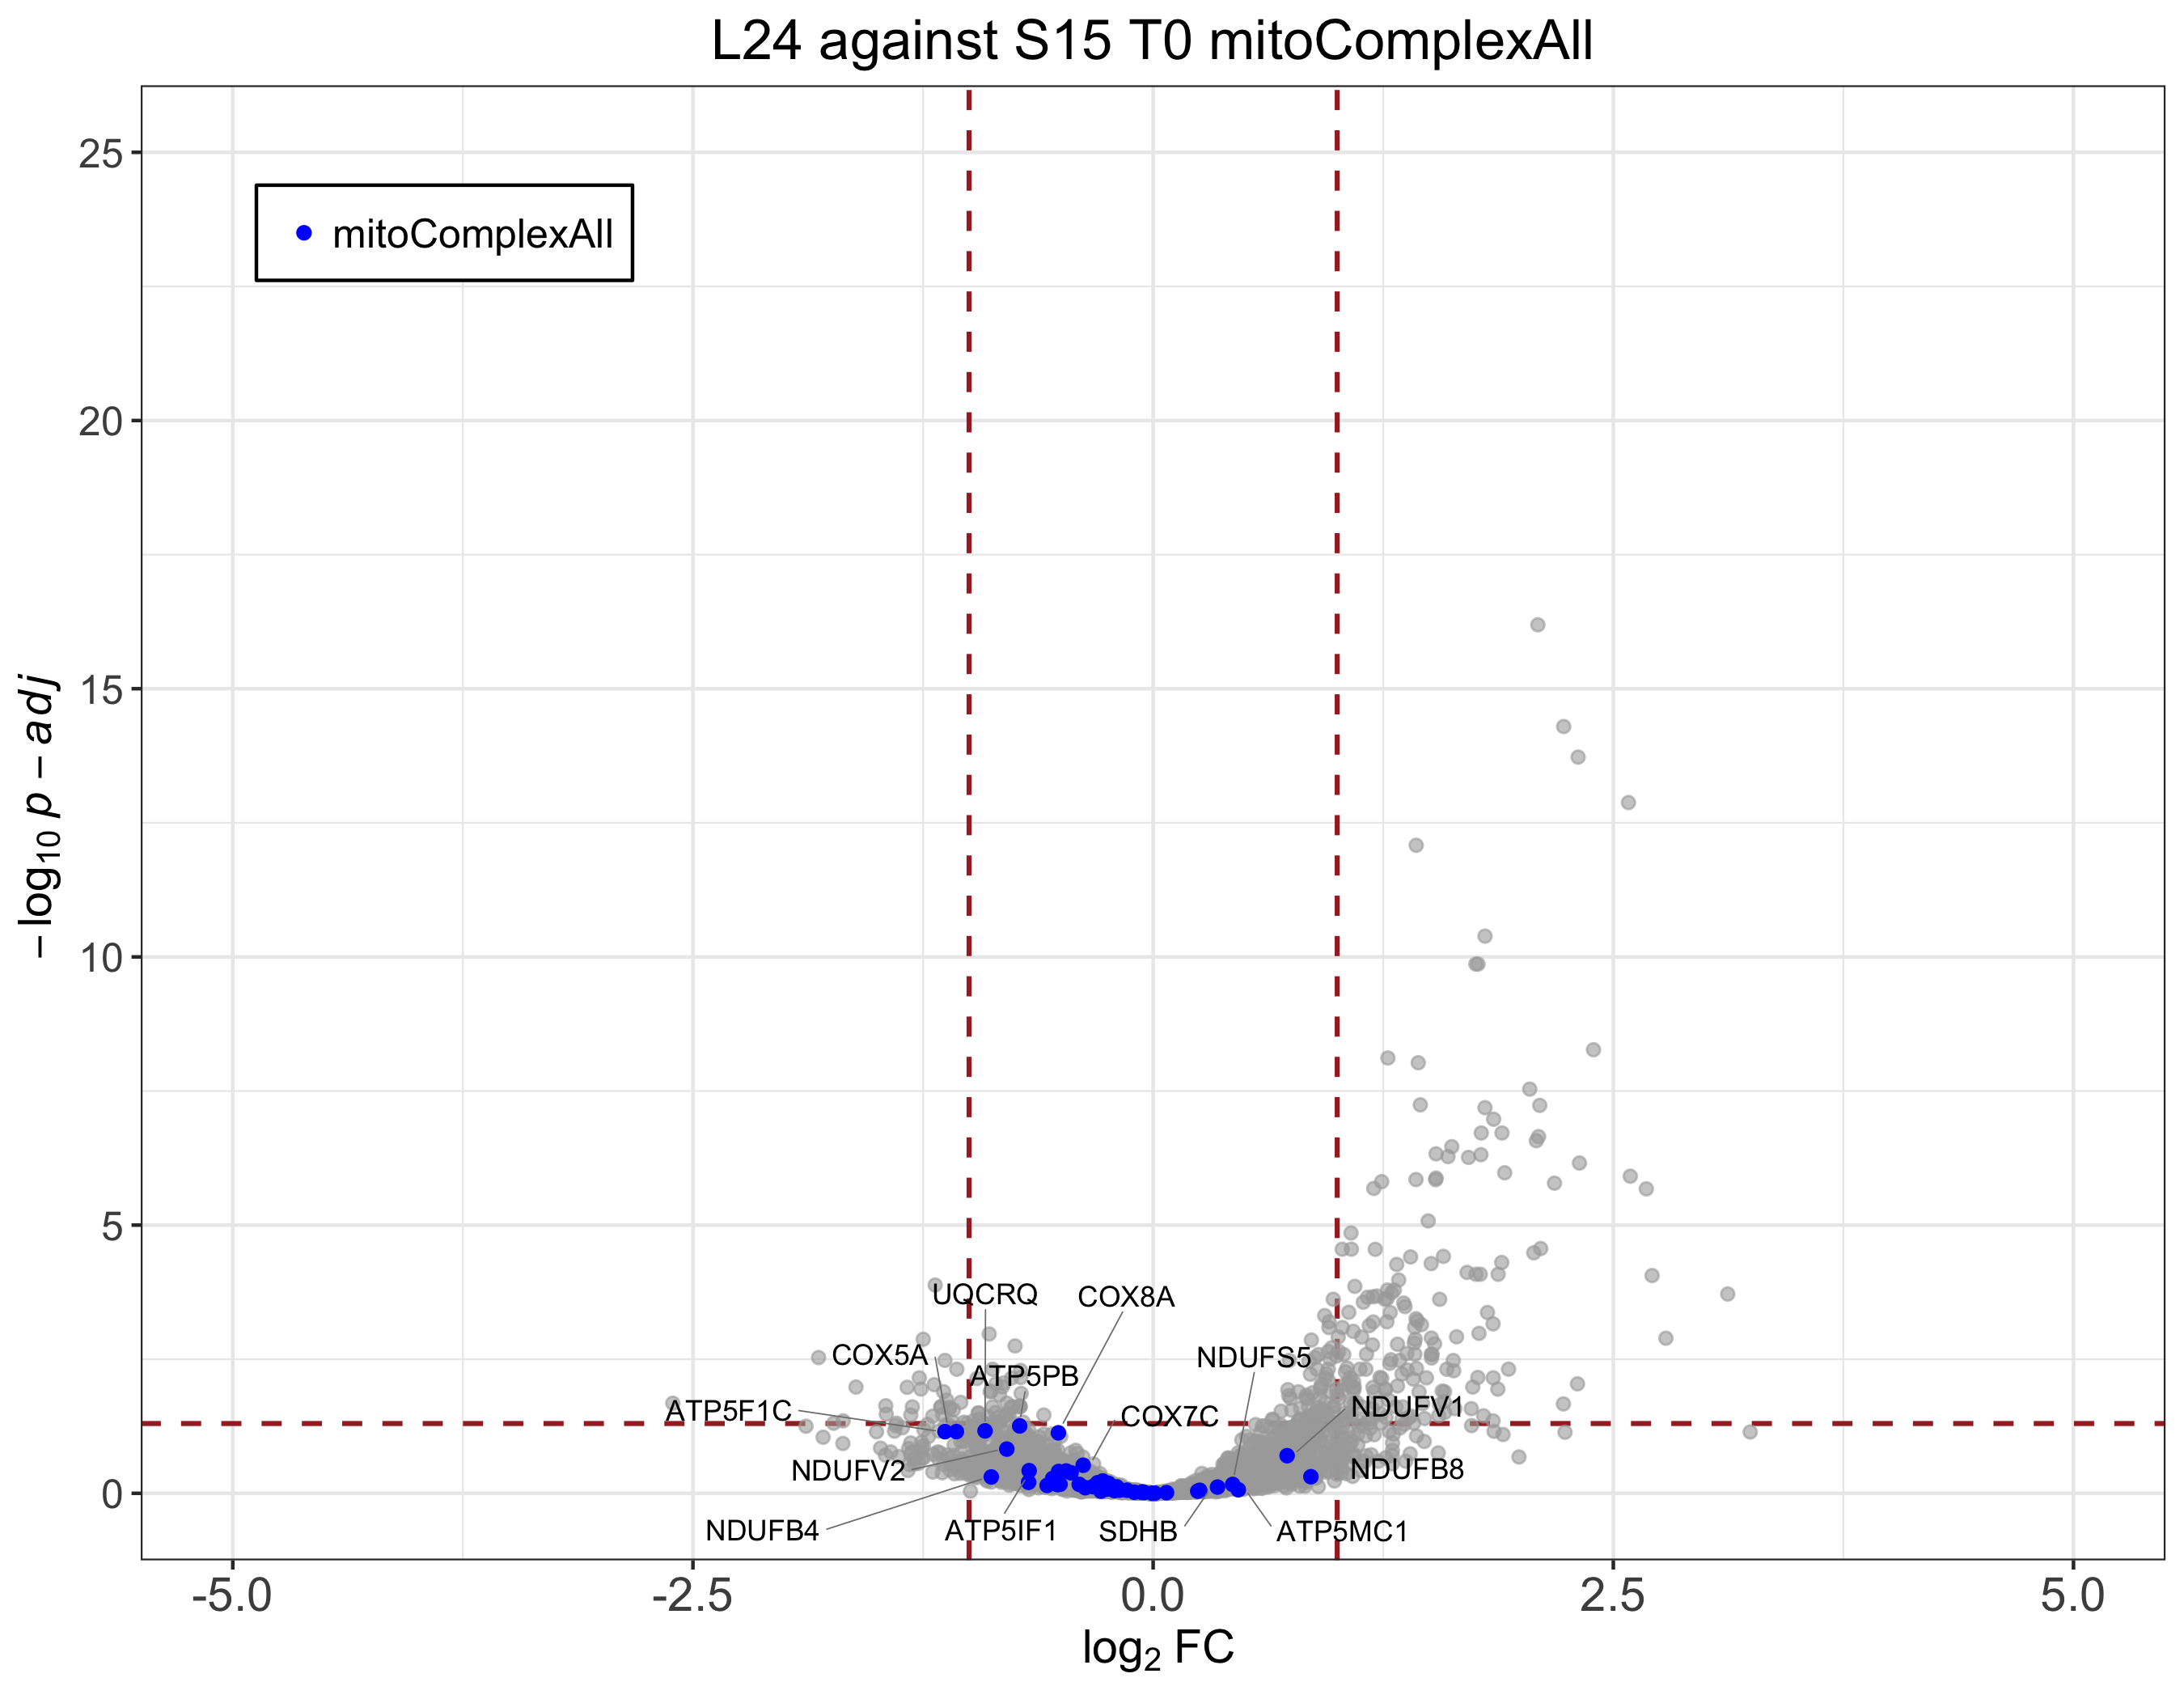 L24 against S15 T0 mitoComplexAll
25
mitoComplexAll
20
15
10
5
0
−log10 p − adj
UQCRQ
COX8A
COX5A
NDUFS5
ATP5PB
ATP5F1C
NDUFV1
COX7C
NDUFV2
NDUFB8
NDUFB4
ATP5IF1
SDHB
ATP5MC1
-5.0
-2.5
0.0
2.5
5.0
log2 FC